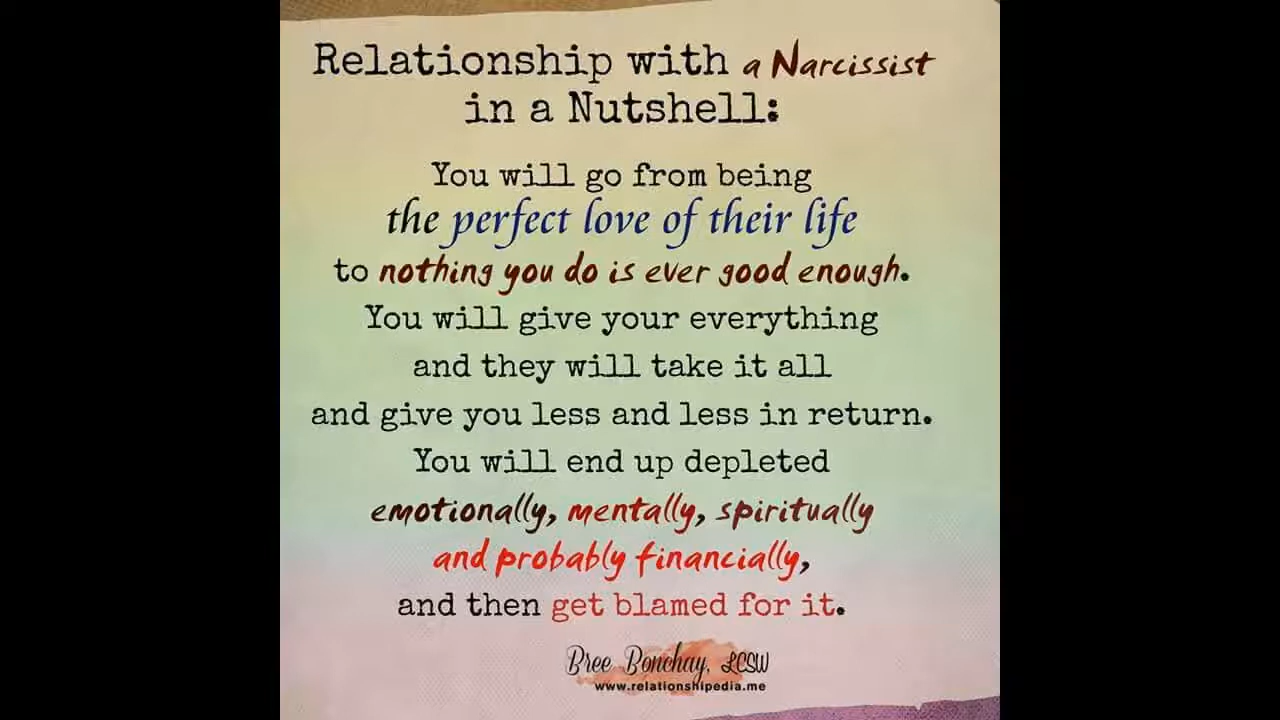 Relationship with a Narcissist
in a Nutshell:
You will go from being
the perfect love of their life
to nothing you do is ever good enough.
You will give your everything
and they will take it all
and give you less and less in return.
You will end up depleted
emotionally, mentally, spiritually
and probably financially,
and then get blamed for it.
Bree Bonchay, LCSW
www.relationshipedia.me